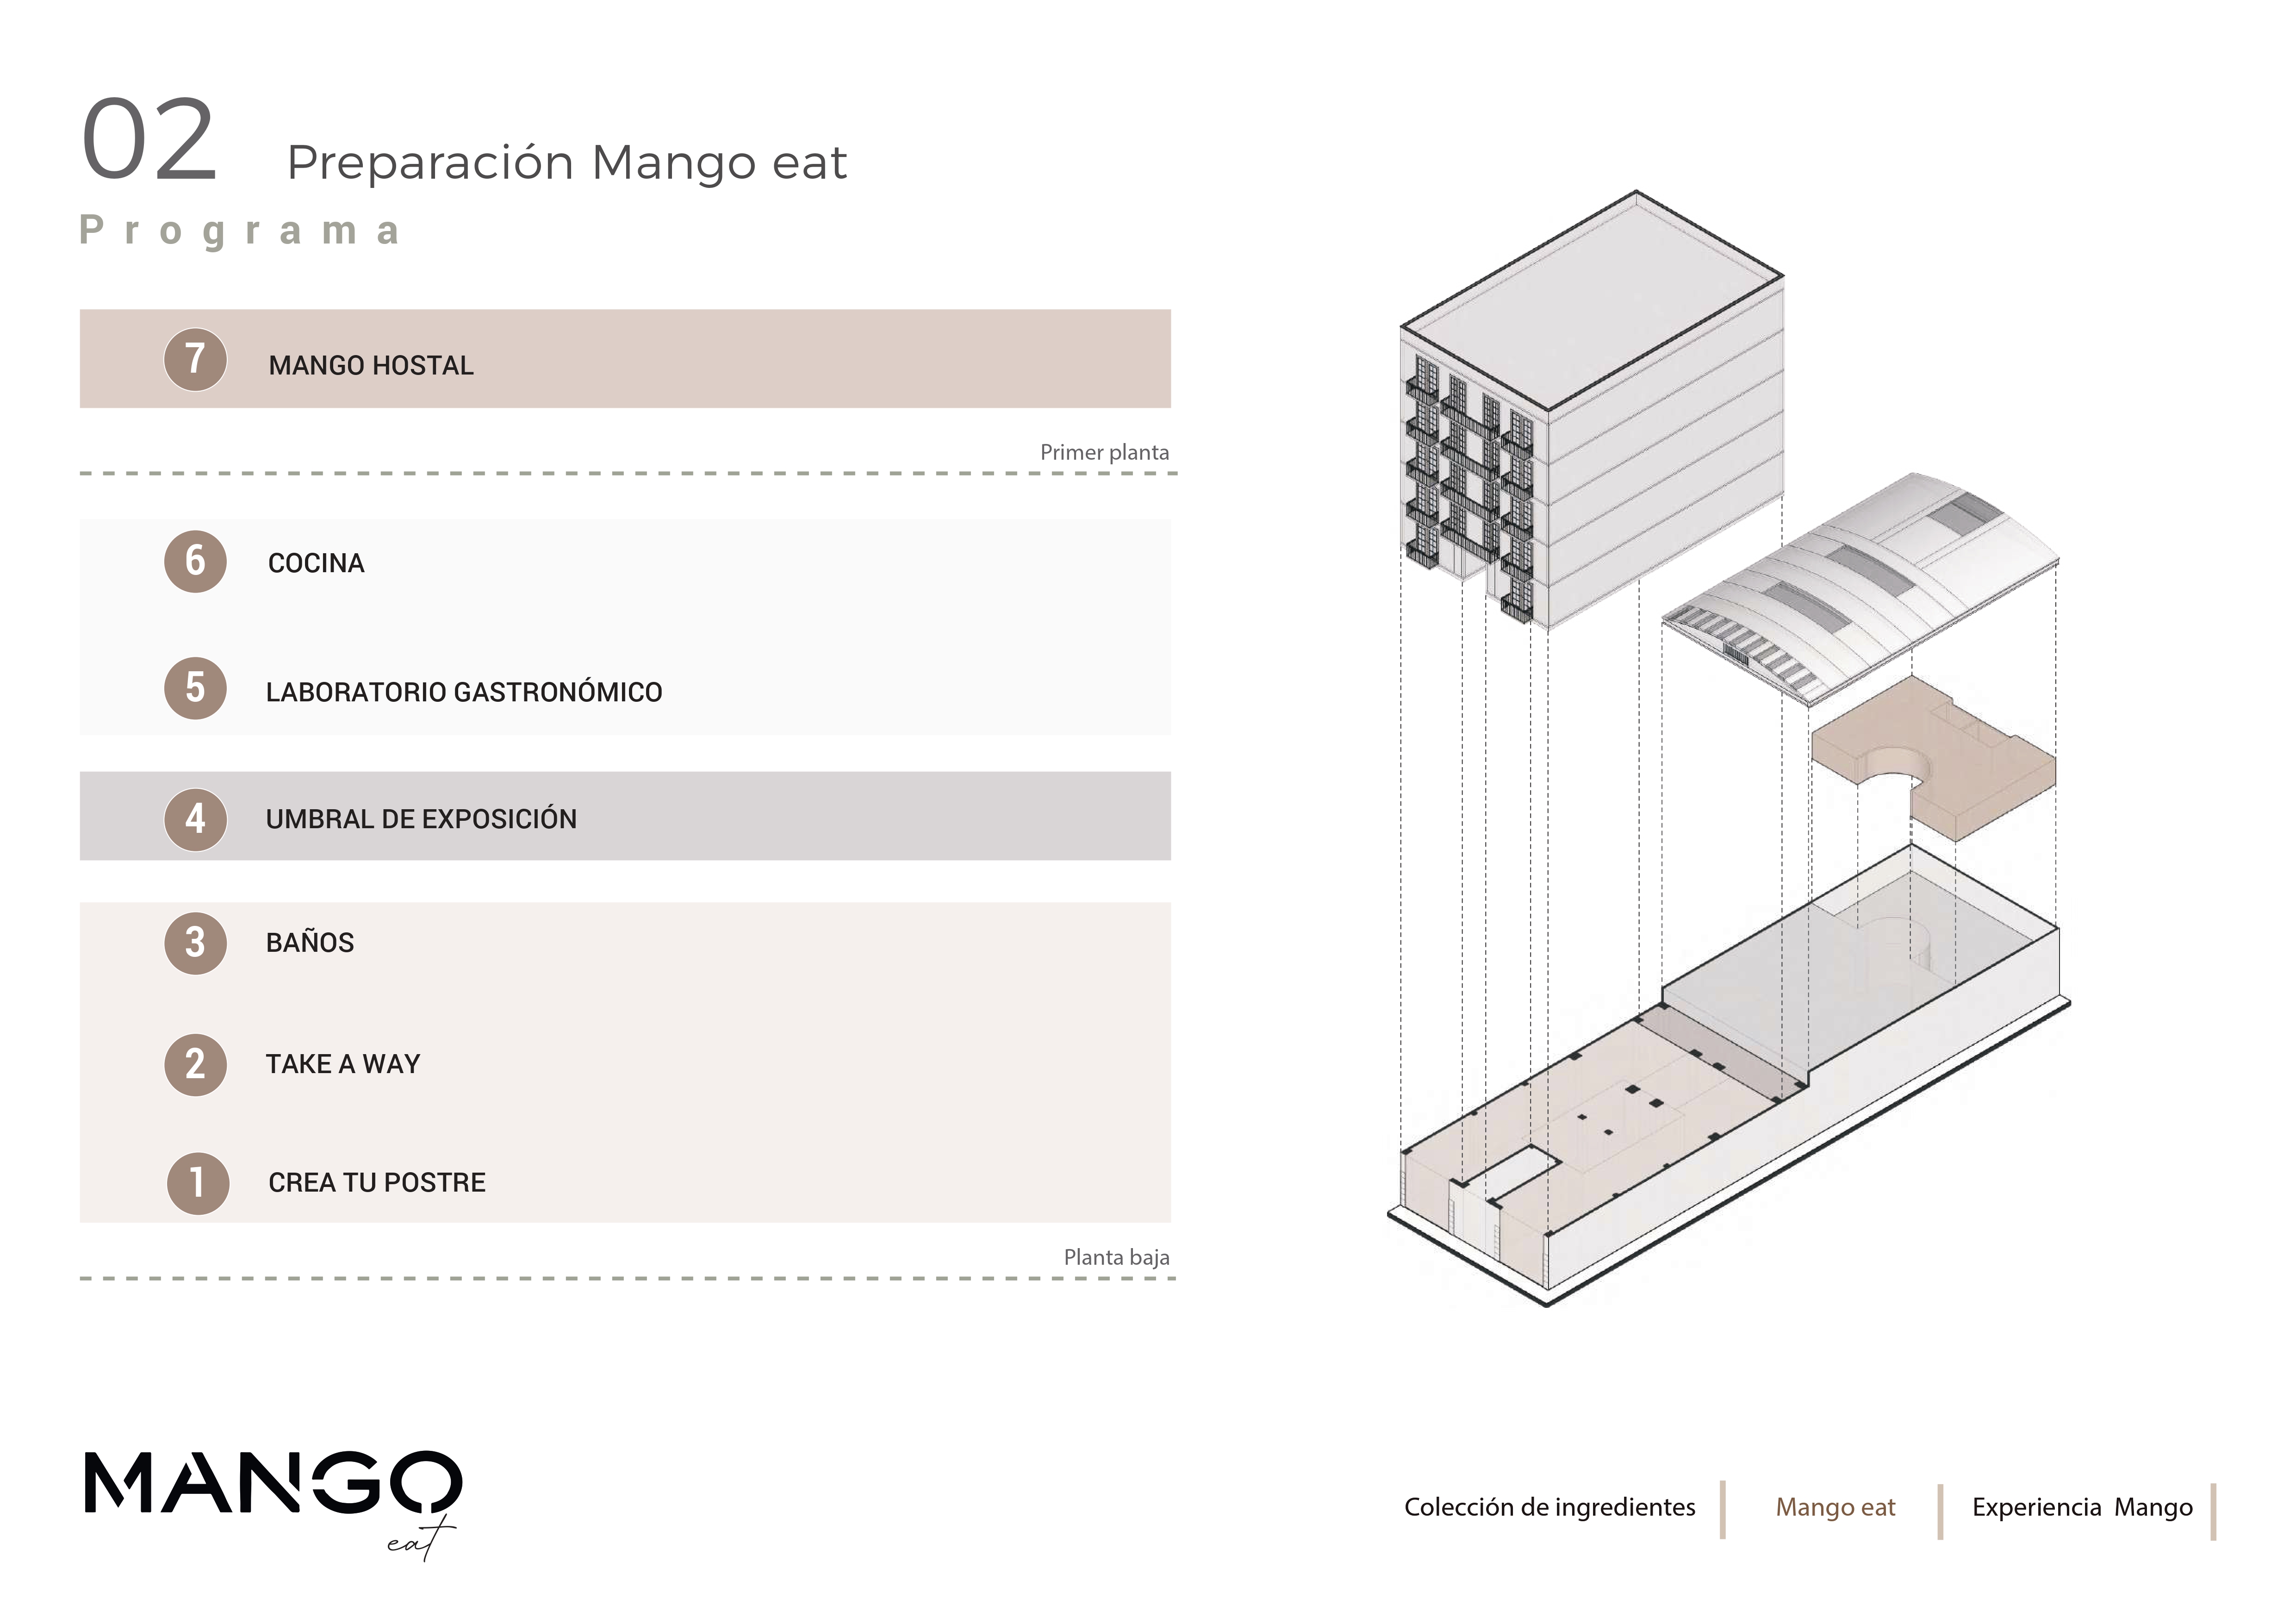 02 Preparación Mango eat
Programa
7 MANGO HOSTAL
Primer planta
6 COCINA
5 LABORATORIO GASTRONÓMICO
4 UMBRAL DE EXPOSICIÓN
3 BAÑOS
2 TAKE A WAY
1 CREA TU POSTRE
Planta baja
MANGO
eat
Colección de ingredientes
Mango eat
Experiencia Mango